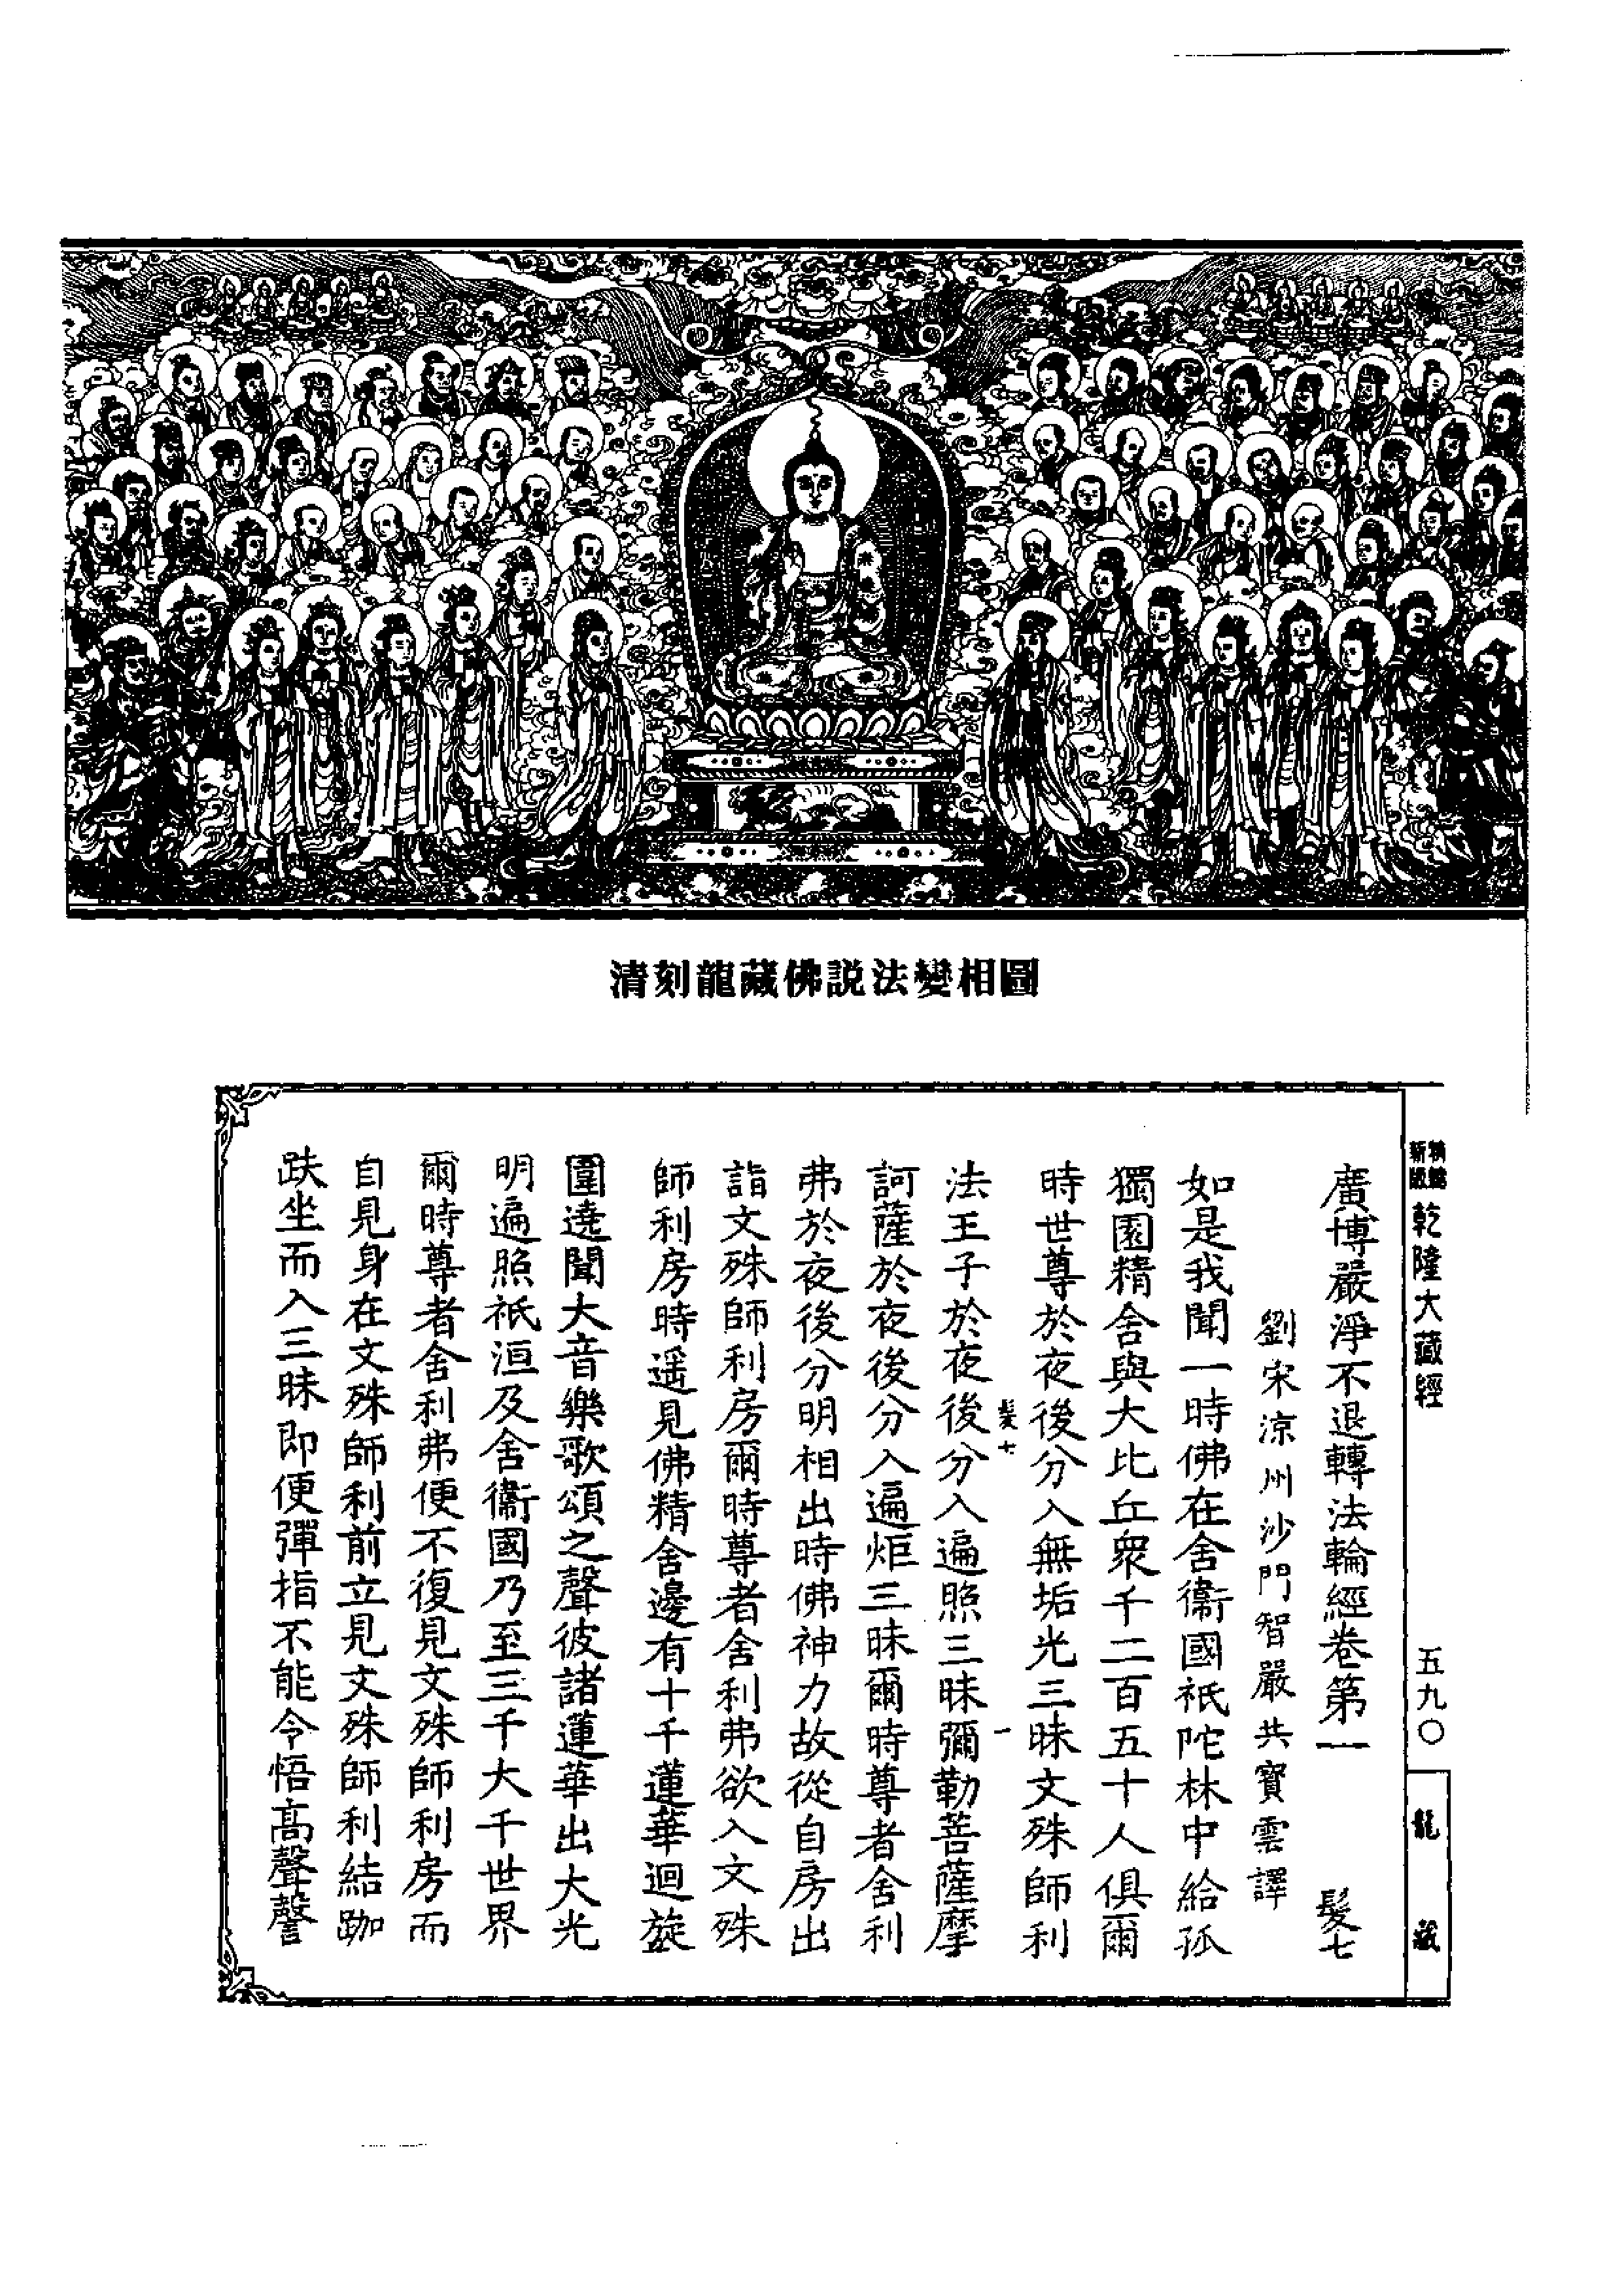 清刻龍藏佛説法變相圖
新版
乾隆大藏經
五九〇
龍藏
廣博嚴淨不退轉法輪經卷第一 髮七
劉宋涼州沙門智嚴共寶雲譯
如是我聞一時佛在舍衞國祇陀林中給孤
獨園精舍與大比丘衆千二百五十人俱爾
時世尊於夜後分入無垢光三昧文殊師利
髮七 一
法王子於夜後分入遍照三昧彌勒菩薩摩
訶薩於夜後分入遍炬三昧爾時尊者舍利
弗於夜後分明相出時佛神力故從自房出
詣文殊師利房爾時尊者舍利弗欲入文殊
師利房時遥見佛精舍邊有十千蓮華迴旋
圍遶聞大音樂歌頌之聲彼諸蓮華出大光
明遍照祇洹及舍衞國乃至三千大千世界
爾時尊者舍利弗便不復見文殊師利房而
自見身在文殊師利前立見文殊師利結跏
趺坐而入三昧即便彈指不能令悟高聲謦